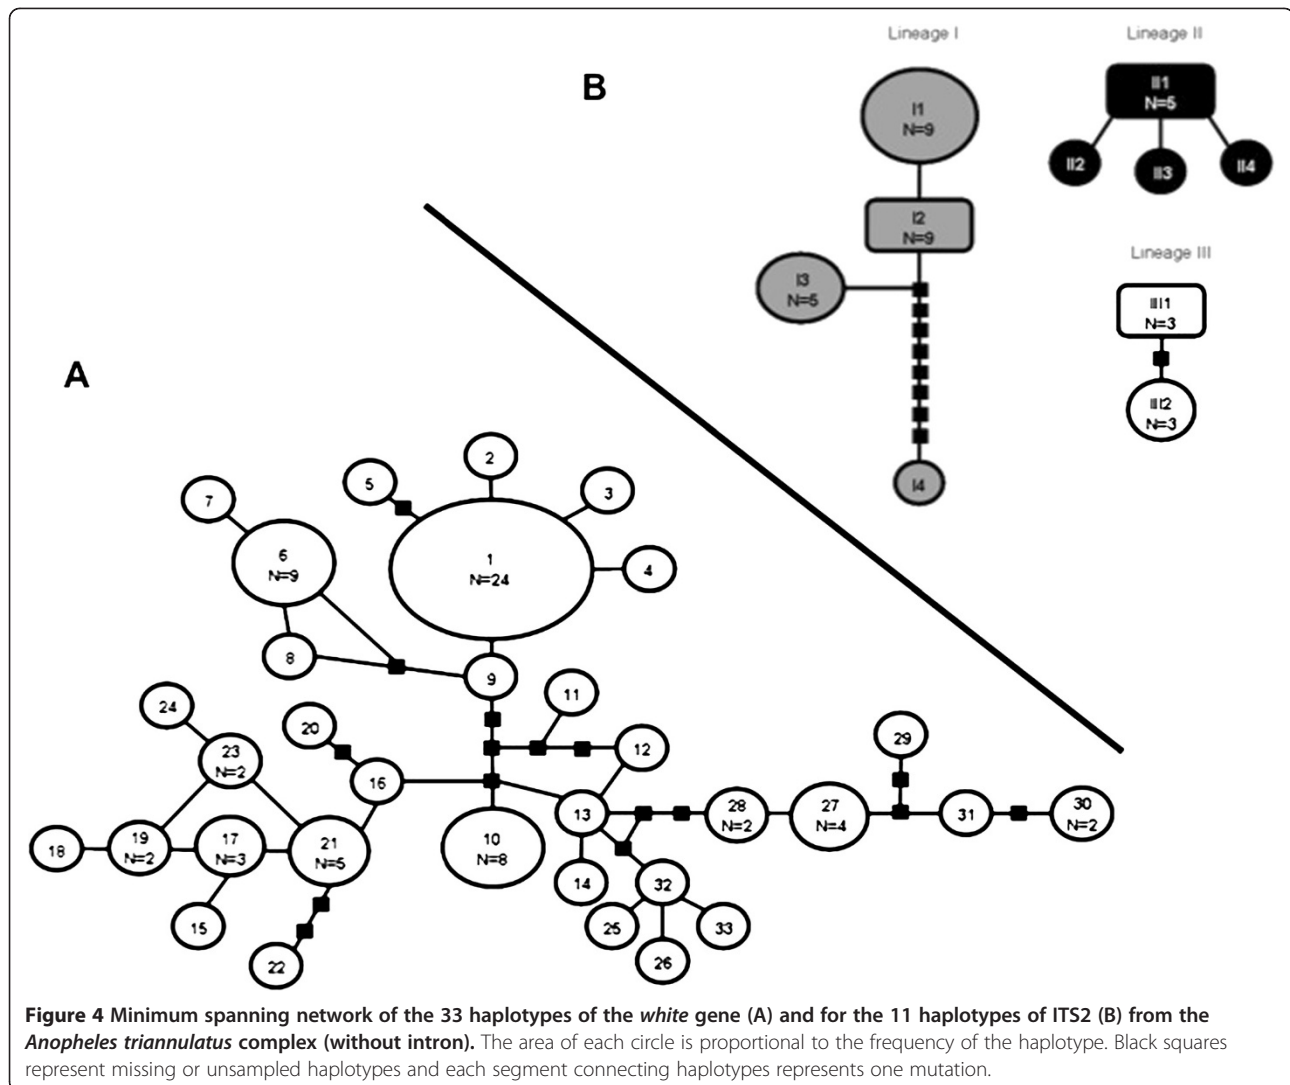 Lineage I
Lineage II
B
I1
N=9
II1
N=5
II2
II3
II4
I2
N=9
Lineage III
I3
N=5
III1
N=3
III2
N=3
I4
A
2
5
3
7
6
N=9
1
N=24
4
8
9
11
24
20
12
29
23
N=2
16
13
28
N=2
27
N=4
31
30
N=2
18
19
N=2
17
N=3
21
N=5
10
N=8
14
32
15
25
33
22
26
Figure 4 Minimum spanning network of the 33 haplotypes of the white gene (A) and for the 11 haplotypes of ITS2 (B) from the
Anopheles triannulatus complex (without intron). The area of each circle is proportional to the frequency of the haplotype. Black squares
represent missing or unsampled haplotypes and each segment connecting haplotypes represents one mutation.